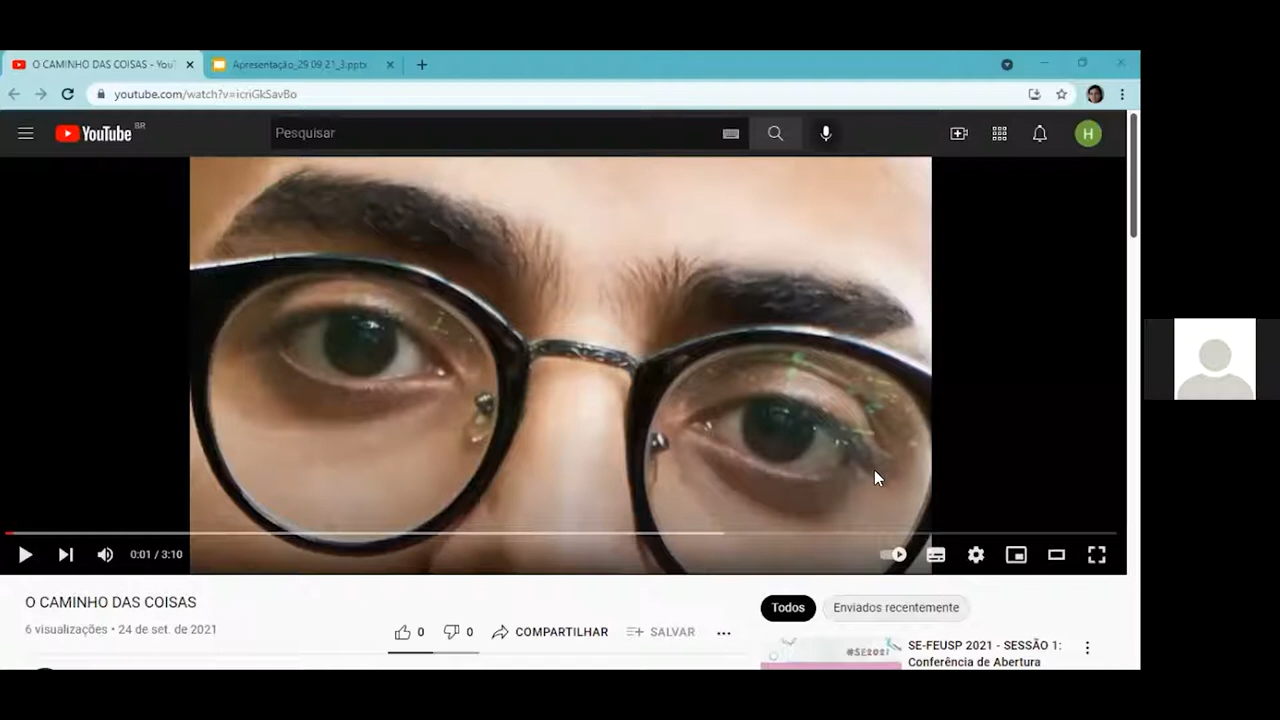 O CAMINHO DAS COISAS - You
Apresentação_29 09 21_3.pptx
youtube.com/watch?v=icriGkSavBo
YouTube BR
Pesquisar
H
0:01 / 3:10
O CAMINHO DAS COISAS
6 visualizações • 24 de set. de 2021
0
0
COMPARTILHAR
SALVAR
Todos
Enviados recentemente
#SE2021
SE-FEUSP 2021 - SESSÃO 1:
Conferência de Abertura